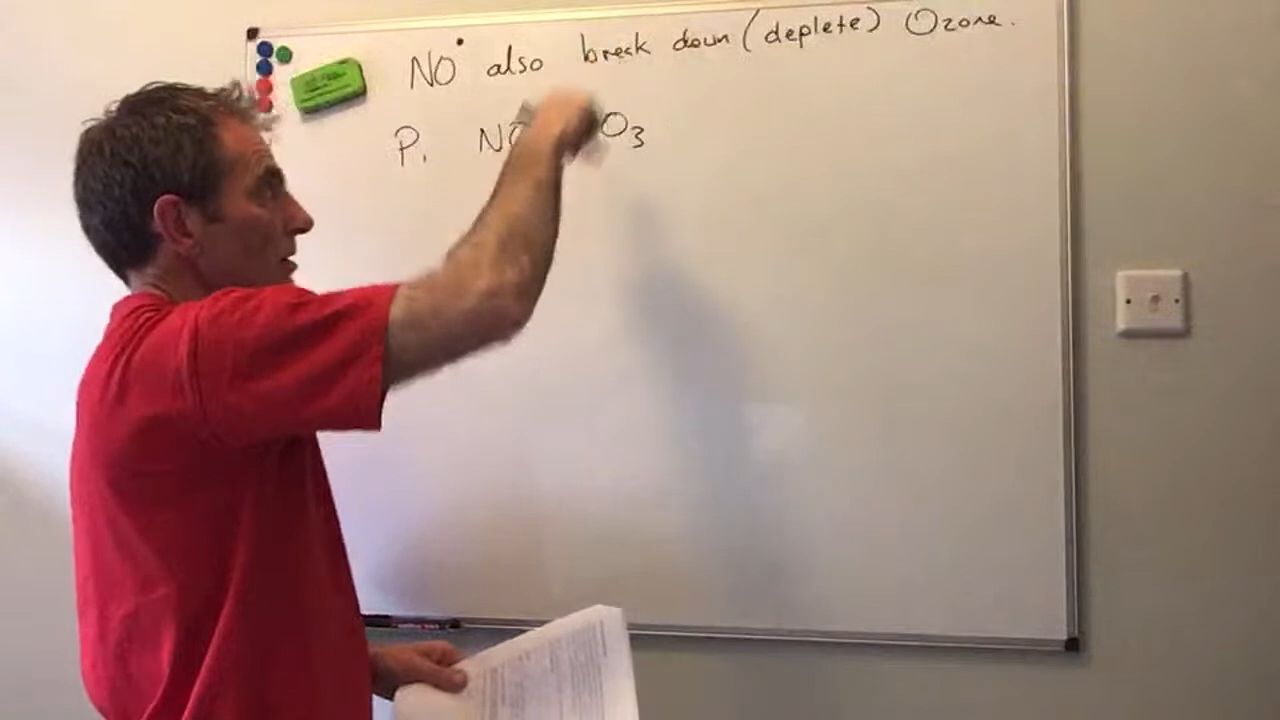 NO• also break down (deplete) Ozone.
P. NO O₃